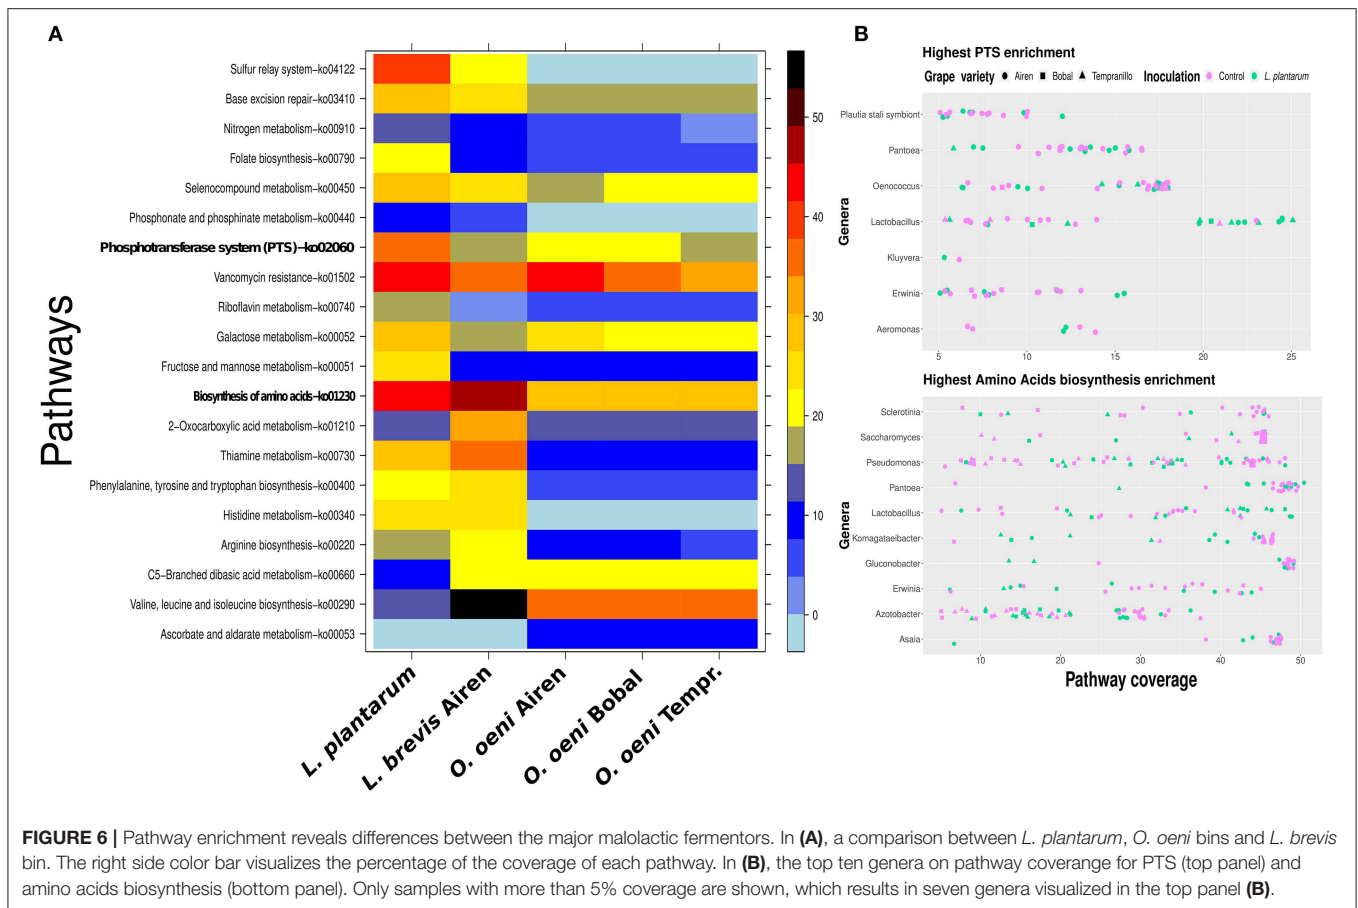 A
Pathways
Sulfur relay system–ko04122
Base excision repair–ko03410
Nitrogen metabolism–ko00910
Folate biosynthesis–ko00790
Selenocompound metabolism–ko00450
Phosphonate and phosphinate metabolism–ko00440
Phosphotransferase system (PTS)–ko02060
Vancomycin resistance–ko01502
Riboflavin metabolism–ko00740
Galactose metabolism–ko00052
Fructose and mannose metabolism–ko00051
Biosynthesis of amino acids–ko01230
2–Oxocarboxylic acid metabolism–ko01210
Thiamine metabolism–ko00730
Phenylalanine, tyrosine and tryptophan biosynthesis–ko00400
Histidine metabolism–ko00340
Arginine biosynthesis–ko00220
C5–Branched dibasic acid metabolism–ko00660
Valine, leucine and isoleucine biosynthesis–ko00290
Ascorbate and aldarate metabolism–ko00053
L. plantarum
L. brevis Airen
O. oeni Airen
O. oeni Bobal
O. oeni Tempr.
50
40
30
20
10
0
B
Highest PTS enrichment
Grape variety Airen Bobal Tempranillo Inoculation Control L. plantarum
Genera
Plautia stali symbiont
Pantoea
Oenococcus
Lactobacillus
Kluyvera
Erwinia
Aeromonas
5 10 15 20 25
Highest Amino Acids biosynthesis enrichment
Genera
Sclerotinia
Saccharomyces
Pseudomonas
Pantoea
Lactobacillus
Komagataeibacter
Gluconobacter
Erwinia
Azotobacter
Asaia
10 20 30 40 50
Pathway coverage
FIGURE 6 | Pathway enrichment reveals differences between the major malolactic fermentors. In (A), a comparison between L. plantarum, O. oeni bins and L. brevis
bin. The right side color bar visualizes the percentage of the coverage of each pathway. In (B), the top ten genera on pathway coverange for PTS (top panel) and
amino acids biosynthesis (bottom panel). Only samples with more than 5% coverage are shown, which results in seven genera visualized in the top panel (B).